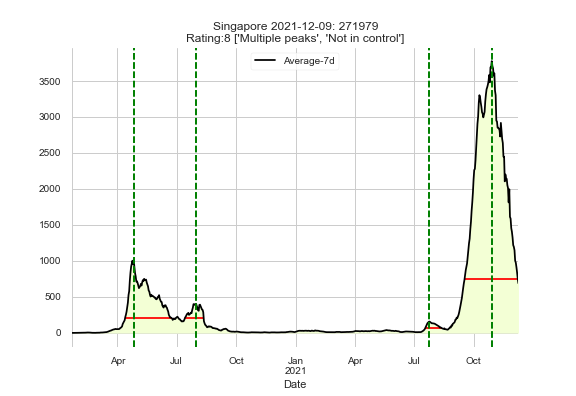 Singapore 2021-12-09: 271979
Rating:8 ['Multiple peaks', 'Not in control']
Average-7d
3500
3000
2500
2000
1500
1000
500
0
Apr Jul Oct Jan Apr Jul Oct
2021
Date